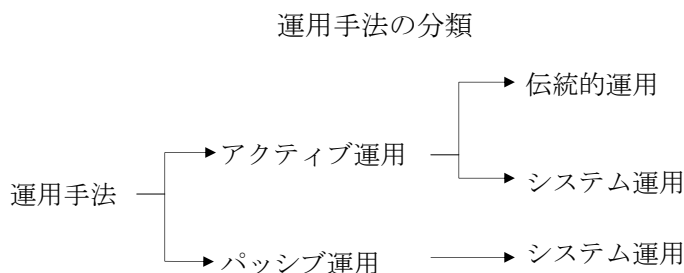 運用手法の分類
伝統的運用
アクティブ運用
システム運用
運用手法
パッシブ運用
システム運用